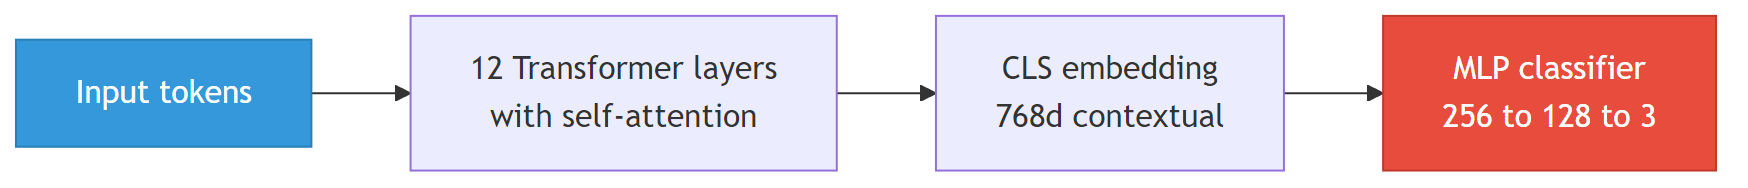 Input tokens
12 Transformer layers
with self-attention
CLS embedding
768d contextual
MLP classifier
256 to 128 to 3